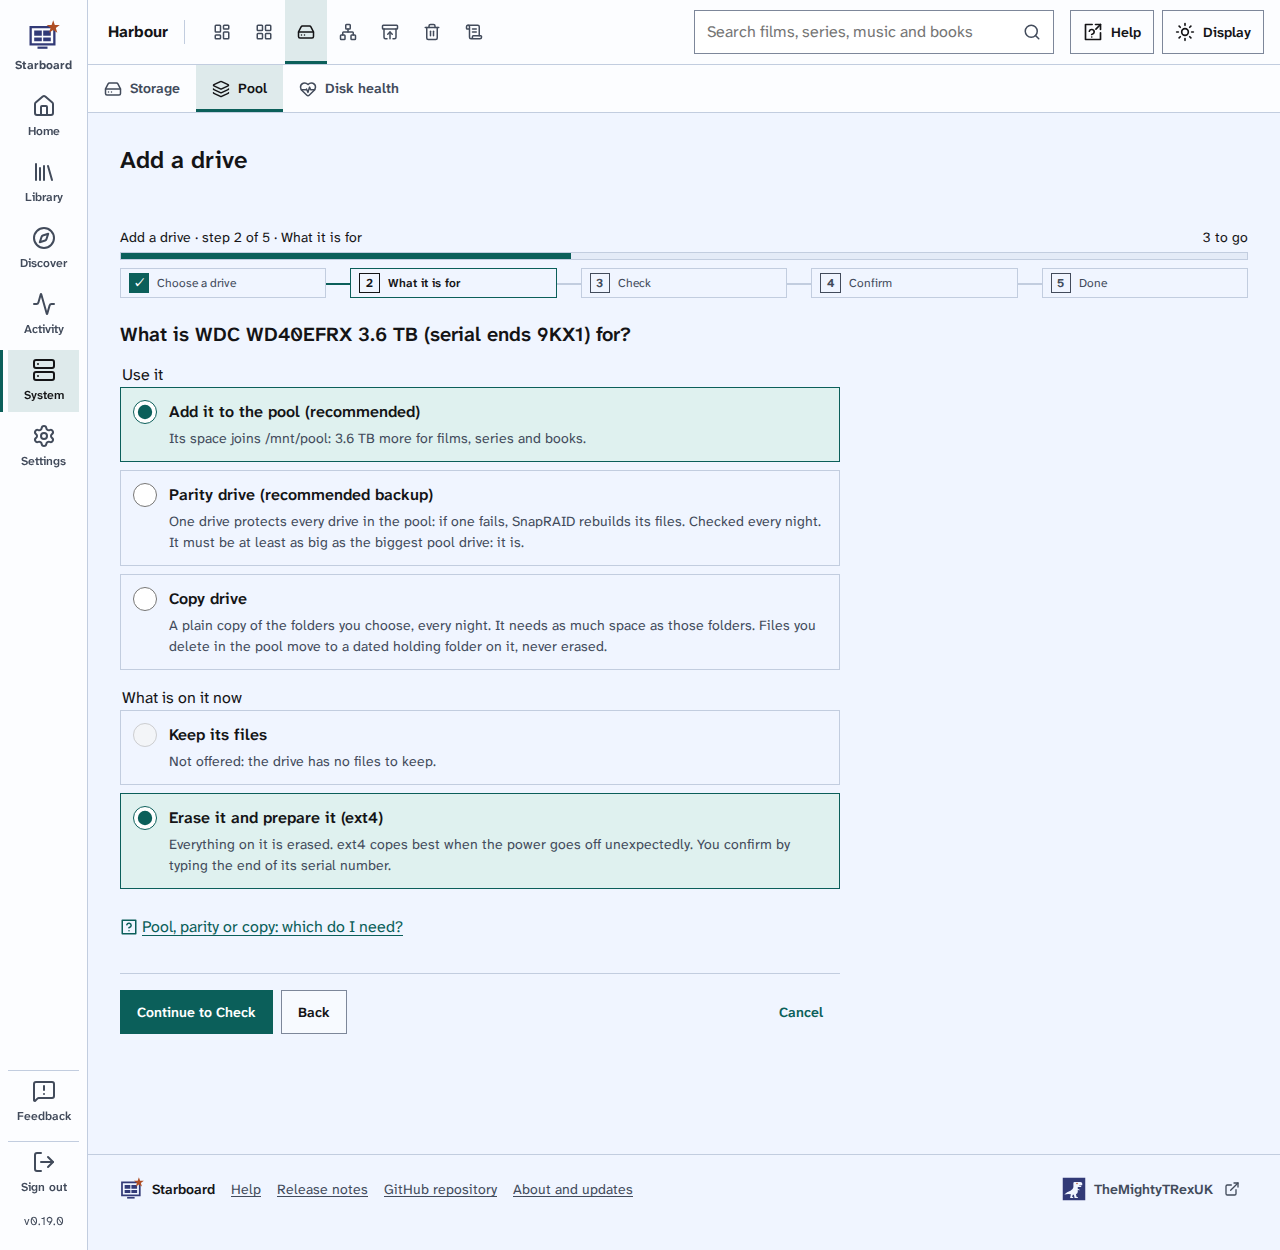 Starboard
Home
Library
Discover
Activity
System
Settings
Feedback
Sign out
v0.19.0
Harbour
Search films, series, music and books
Help
Display
Storage
Pool
Disk health
Add a drive
Add a drive · step 2 of 5 · What it is for
3 to go
✓ Choose a drive
2 What it is for
3 Check
4 Confirm
5 Done
What is WDC WD40EFRX 3.6 TB (serial ends 9KX1) for?
Use it
Add it to the pool (recommended)
Its space joins /mnt/pool: 3.6 TB more for films, series and books.
Parity drive (recommended backup)
One drive protects every drive in the pool: if one fails, SnapRAID rebuilds its files. Checked every night.
It must be at least as big as the biggest pool drive: it is.
Copy drive
A plain copy of the folders you choose, every night. It needs as much space as those folders. Files you
delete in the pool move to a dated holding folder on it, never erased.
What is on it now
Keep its files
Not offered: the drive has no files to keep.
Erase it and prepare it (ext4)
Everything on it is erased. ext4 copes best when the power goes off unexpectedly. You confirm by
typing the end of its serial number.
Pool, parity or copy: which do I need?
Continue to Check
Back
Cancel
Starboard
Help
Release notes
GitHub repository
About and updates
TheMightyTRexUK